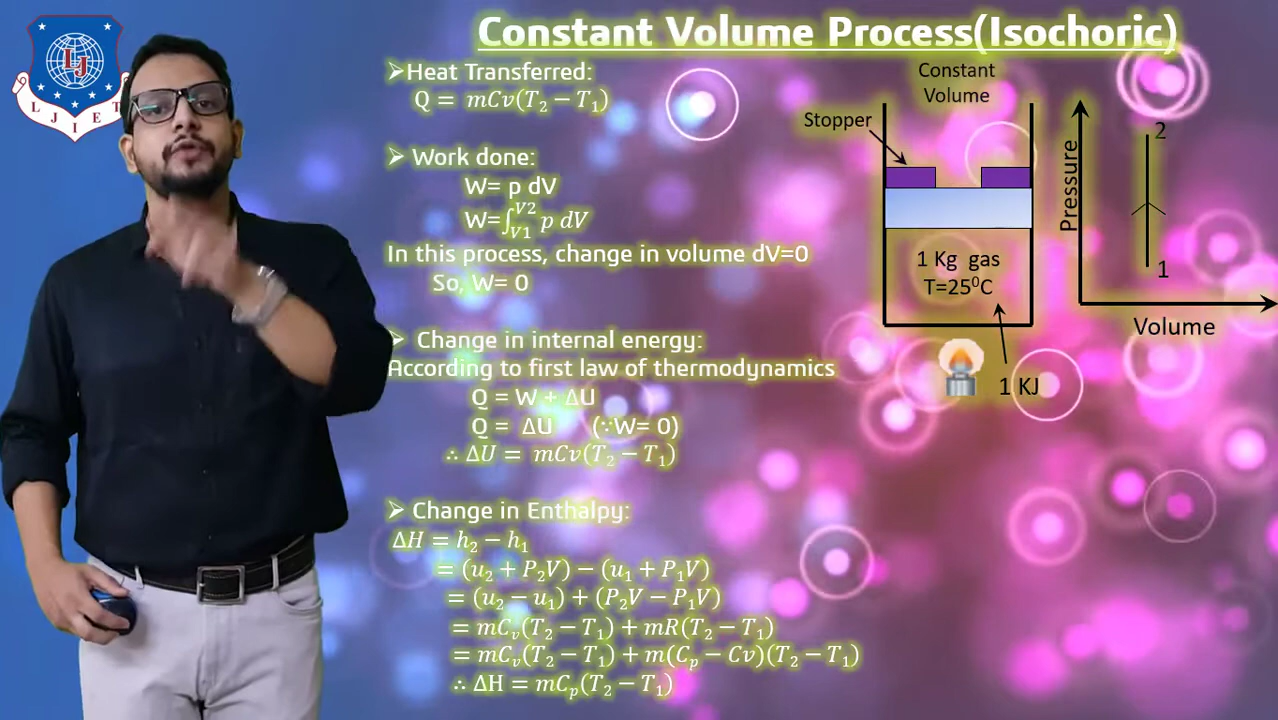 Constant Volume Process(Isochoric)
L J I E T
LJ
➢Heat Transferred:
Q = mCv(T₂ − T₁)
➢ Work done:
W= p dV
W=∫_{V1}^{V2} p dV
In this process, change in volume dV=0
So, W= 0
➢ Change in internal energy:
According to first law of thermodynamics
Q = W + ΔU
Q = ΔU (∵W= 0)
∴ ΔU = mCv(T₂ − T₁)
➢ Change in Enthalpy:
ΔH = h₂ − h₁
= (u₂ + P₂V) − (u₁ + P₁V)
= (u₂ − u₁) + (P₂V − P₁V)
= mCᵥ(T₂ − T₁) + mR(T₂ − T₁)
= mCᵥ(T₂ − T₁) + m(Cₚ − Cv)(T₂ − T₁)
∴ ΔH = mCₚ(T₂ − T₁)
Constant
Volume
Stopper
1 Kg gas
T=25⁰C
1 KJ
Pressure
2
1
Volume